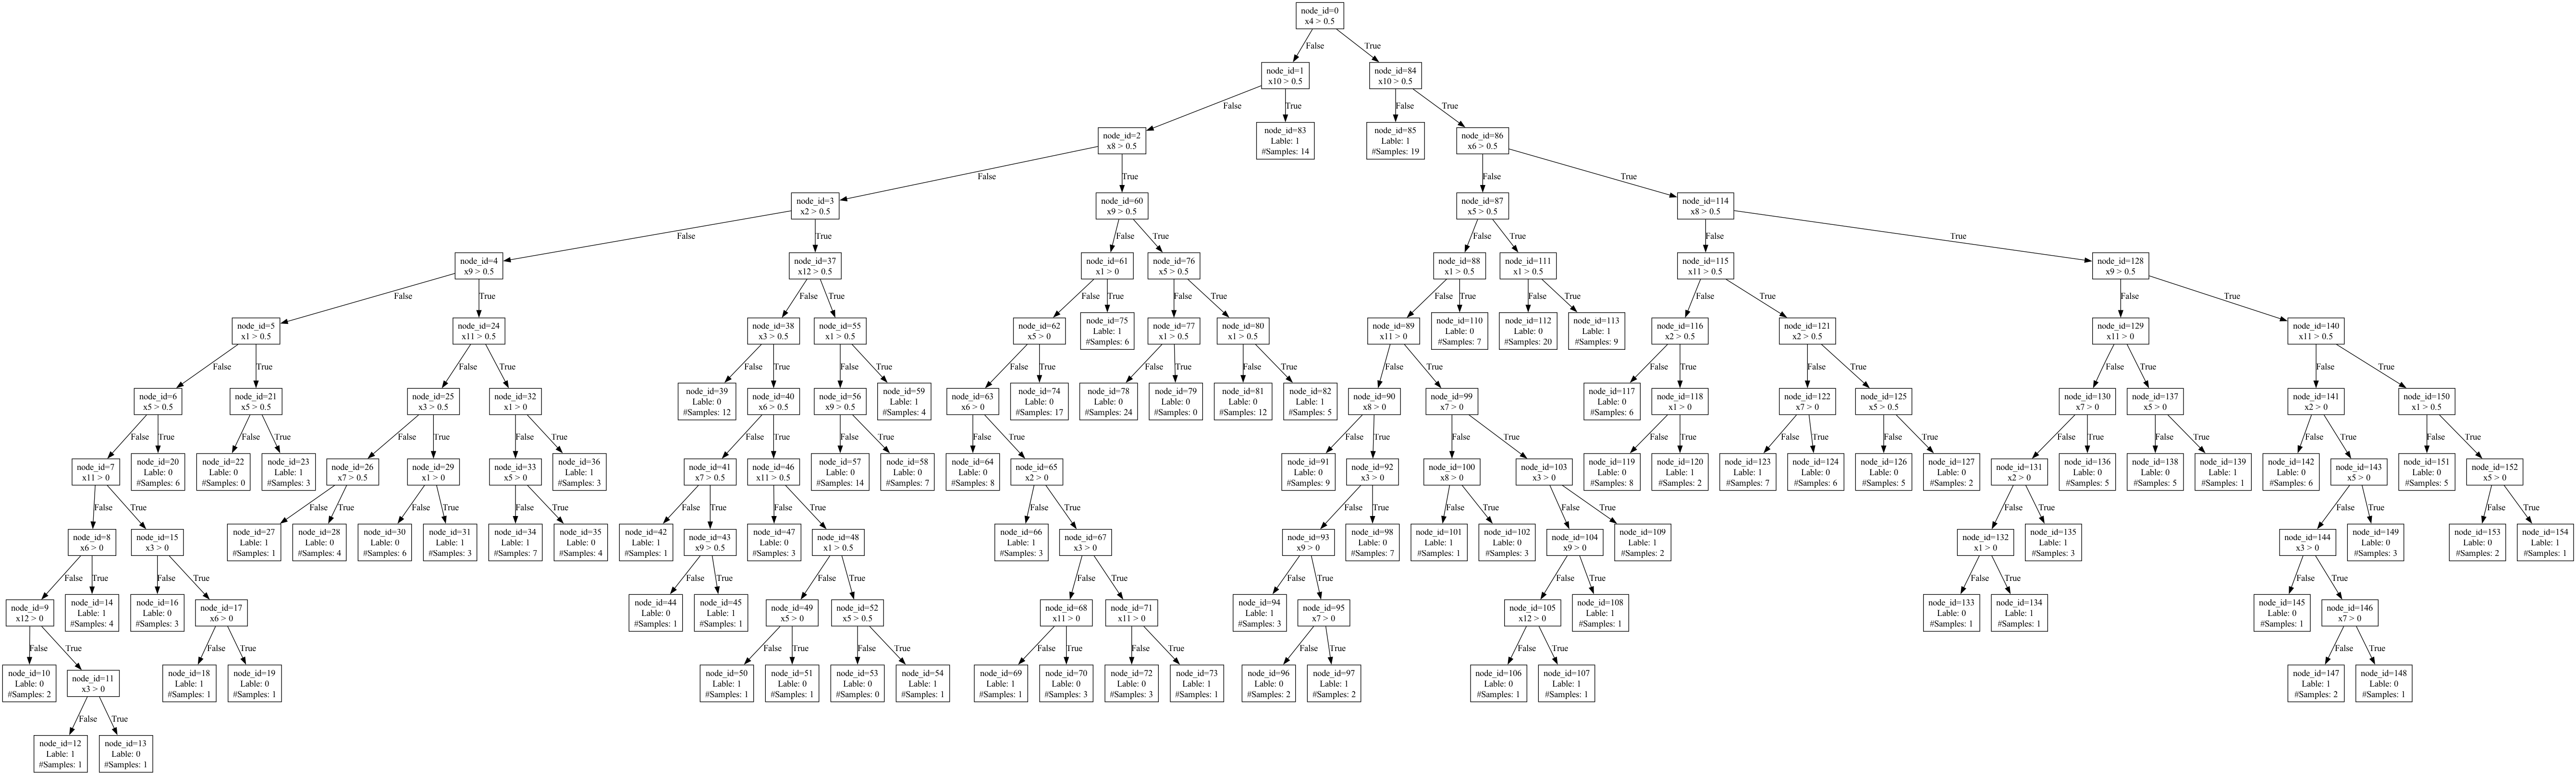 node_id=0
x4 > 0.5
False
True
node_id=1
x10 > 0.5
node_id=84
x10 > 0.5
False
True
False
True
node_id=2
x8 > 0.5
node_id=83
Lable: 1
#Samples: 14
node_id=85
Lable: 1
#Samples: 19
node_id=86
x6 > 0.5
False
True
False
True
node_id=3
x2 > 0.5
node_id=60
x9 > 0.5
node_id=87
x5 > 0.5
node_id=114
x8 > 0.5
False
True
False
True
False
True
False
True
node_id=4
x9 > 0.5
node_id=37
x12 > 0.5
node_id=61
x1 > 0
node_id=76
x5 > 0.5
node_id=88
x1 > 0.5
node_id=111
x1 > 0.5
node_id=115
x11 > 0.5
node_id=128
x9 > 0.5
False
True
False
True
False
True
False
True
False
True
False
True
False
True
False
True
node_id=5
x1 > 0.5
node_id=24
x11 > 0.5
node_id=38
x3 > 0.5
node_id=55
x1 > 0.5
node_id=62
x5 > 0
node_id=75
Lable: 1
#Samples: 6
node_id=77
x1 > 0.5
node_id=80
x1 > 0.5
node_id=89
x11 > 0
node_id=110
Lable: 0
#Samples: 7
node_id=112
Lable: 0
#Samples: 20
node_id=113
Lable: 1
#Samples: 9
node_id=116
x2 > 0.5
node_id=121
x2 > 0.5
node_id=129
x11 > 0
node_id=140
x11 > 0.5
False
True
False
True
False
True
False
True
False
True
False
True
False
True
False
True
False
True
False
True
False
True
False
True
node_id=6
x5 > 0.5
node_id=21
x5 > 0.5
node_id=25
x3 > 0.5
node_id=32
x1 > 0
node_id=39
Lable: 0
#Samples: 12
node_id=40
x6 > 0.5
node_id=56
x9 > 0.5
node_id=59
Lable: 1
#Samples: 4
node_id=63
x6 > 0
node_id=74
Lable: 0
#Samples: 17
node_id=78
Lable: 0
#Samples: 24
node_id=79
Lable: 0
#Samples: 0
node_id=81
Lable: 0
#Samples: 12
node_id=82
Lable: 1
#Samples: 5
node_id=90
x8 > 0
node_id=99
x7 > 0
node_id=117
Lable: 0
#Samples: 6
node_id=118
x1 > 0
node_id=122
x7 > 0
node_id=125
x5 > 0.5
node_id=130
x7 > 0
node_id=137
x5 > 0
node_id=141
x2 > 0
node_id=150
x1 > 0.5
False
True
False
True
False
True
False
True
False
True
False
True
False
True
False
True
False
True
False
True
False
True
False
True
False
True
False
True
False
True
False
True
node_id=7
x11 > 0
node_id=20
Lable: 0
#Samples: 6
node_id=22
Lable: 0
#Samples: 0
node_id=23
Lable: 1
#Samples: 3
node_id=26
x7 > 0.5
node_id=29
x1 > 0
node_id=33
x5 > 0
node_id=36
Lable: 1
#Samples: 3
node_id=41
x7 > 0.5
node_id=46
x11 > 0.5
node_id=57
Lable: 0
#Samples: 14
node_id=58
Lable: 0
#Samples: 7
node_id=64
Lable: 0
#Samples: 8
node_id=65
x2 > 0
node_id=91
Lable: 0
#Samples: 9
node_id=92
x3 > 0
node_id=100
x8 > 0
node_id=103
x3 > 0
node_id=119
Lable: 0
#Samples: 8
node_id=120
Lable: 1
#Samples: 2
node_id=123
Lable: 1
#Samples: 7
node_id=124
Lable: 0
#Samples: 6
node_id=126
Lable: 0
#Samples: 5
node_id=127
Lable: 0
#Samples: 2
node_id=131
x2 > 0
node_id=136
Lable: 0
#Samples: 5
node_id=138
Lable: 0
#Samples: 5
node_id=139
Lable: 1
#Samples: 1
node_id=142
Lable: 0
#Samples: 6
node_id=143
x5 > 0
node_id=151
Lable: 0
#Samples: 5
node_id=152
x5 > 0
False
True
False
True
False
True
False
True
False
True
False
True
False
True
False
True
False
True
False
True
False
True
False
True
False
True
node_id=8
x6 > 0
node_id=15
x3 > 0
node_id=27
Lable: 1
#Samples: 1
node_id=28
Lable: 0
#Samples: 4
node_id=30
Lable: 0
#Samples: 6
node_id=31
Lable: 1
#Samples: 3
node_id=34
Lable: 1
#Samples: 7
node_id=35
Lable: 0
#Samples: 4
node_id=42
Lable: 1
#Samples: 1
node_id=43
x9 > 0.5
node_id=47
Lable: 0
#Samples: 3
node_id=48
x1 > 0.5
node_id=66
Lable: 1
#Samples: 3
node_id=67
x3 > 0
node_id=93
x9 > 0
node_id=98
Lable: 0
#Samples: 7
node_id=101
Lable: 1
#Samples: 1
node_id=102
Lable: 0
#Samples: 3
node_id=104
x9 > 0
node_id=109
Lable: 1
#Samples: 2
node_id=132
x1 > 0
node_id=135
Lable: 1
#Samples: 3
node_id=144
x3 > 0
node_id=149
Lable: 0
#Samples: 3
node_id=153
Lable: 0
#Samples: 2
node_id=154
Lable: 1
#Samples: 1
False
True
False
True
False
True
False
True
False
True
False
True
False
True
False
True
False
True
node_id=9
x12 > 0
node_id=14
Lable: 1
#Samples: 4
node_id=16
Lable: 0
#Samples: 3
node_id=17
x6 > 0
node_id=44
Lable: 0
#Samples: 1
node_id=45
Lable: 1
#Samples: 1
node_id=49
x5 > 0
node_id=52
x5 > 0.5
node_id=68
x11 > 0
node_id=71
x11 > 0
node_id=94
Lable: 1
#Samples: 3
node_id=95
x7 > 0
node_id=105
x12 > 0
node_id=108
Lable: 1
#Samples: 1
node_id=133
Lable: 0
#Samples: 1
node_id=134
Lable: 1
#Samples: 1
node_id=145
Lable: 0
#Samples: 1
node_id=146
x7 > 0
False
True
False
True
False
True
False
True
False
True
False
True
False
True
False
True
False
True
node_id=10
Lable: 0
#Samples: 2
node_id=11
x3 > 0
node_id=18
Lable: 1
#Samples: 1
node_id=19
Lable: 0
#Samples: 1
node_id=50
Lable: 1
#Samples: 1
node_id=51
Lable: 0
#Samples: 1
node_id=53
Lable: 0
#Samples: 0
node_id=54
Lable: 1
#Samples: 1
node_id=69
Lable: 1
#Samples: 1
node_id=70
Lable: 0
#Samples: 3
node_id=72
Lable: 0
#Samples: 3
node_id=73
Lable: 1
#Samples: 1
node_id=96
Lable: 0
#Samples: 2
node_id=97
Lable: 1
#Samples: 2
node_id=106
Lable: 0
#Samples: 1
node_id=107
Lable: 1
#Samples: 1
node_id=147
Lable: 1
#Samples: 2
node_id=148
Lable: 0
#Samples: 1
False
True
node_id=12
Lable: 1
#Samples: 1
node_id=13
Lable: 0
#Samples: 1